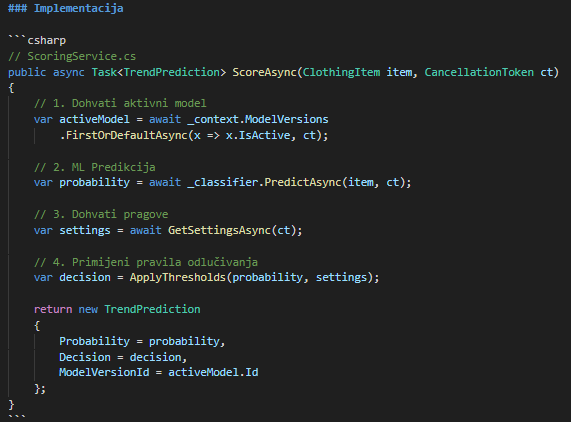 ### Implementacija
```csharp
// ScoringService.cs
public async Task<TrendPrediction> ScoreAsync(ClothingItem item, CancellationToken ct)
{
    // 1. Dohvati aktivni model
    var activeModel = await _context.ModelVersions
        .FirstOrDefaultAsync(x => x.IsActive, ct);

    // 2. ML Predikcija
    var probability = await _classifier.PredictAsync(item, ct);

    // 3. Dohvati pragove
    var settings = await GetSettingsAsync(ct);

    // 4. Primijeni pravila odlučivanja
    var decision = ApplyThresholds(probability, settings);

    return new TrendPrediction
    {
        Probability = probability,
        Decision = decision,
        ModelVersionId = activeModel.Id
    };
}
```